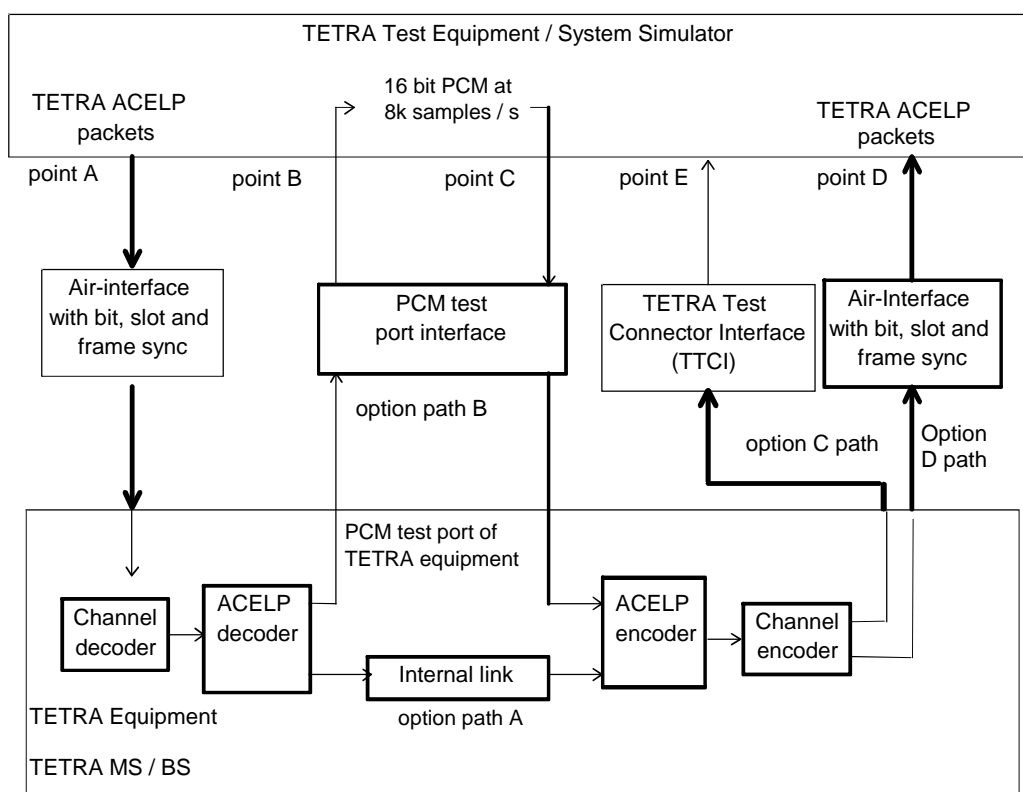 TETRA Test Equipment / System Simulator
TETRA ACELP
packets
16 bit PCM at
8k samples / s
TETRA ACELP
packets
point A
point B
point C
point E
point D
Air-interface
with bit, slot and
frame sync
PCM test
port interface
TETRA Test
Connector Interface
(TTCI)
Air-Interface
with bit, slot and
frame sync
option path B
option C path
Option
D path
PCM test port of
TETRA equipment
Channel
decoder
ACELP
decoder
Internal link
option path A
ACELP
encoder
Channel
encoder
TETRA Equipment
TETRA MS / BS